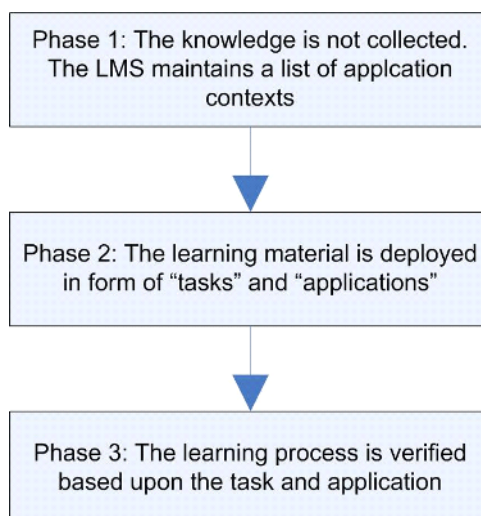 Phase 1: The knowledge is not collected.
The LMS maintains a list of applcation
contexts
Phase 2: The learning material is deployed
in form of “tasks” and “applications”
Phase 3: The learning process is verified
based upon the task and application